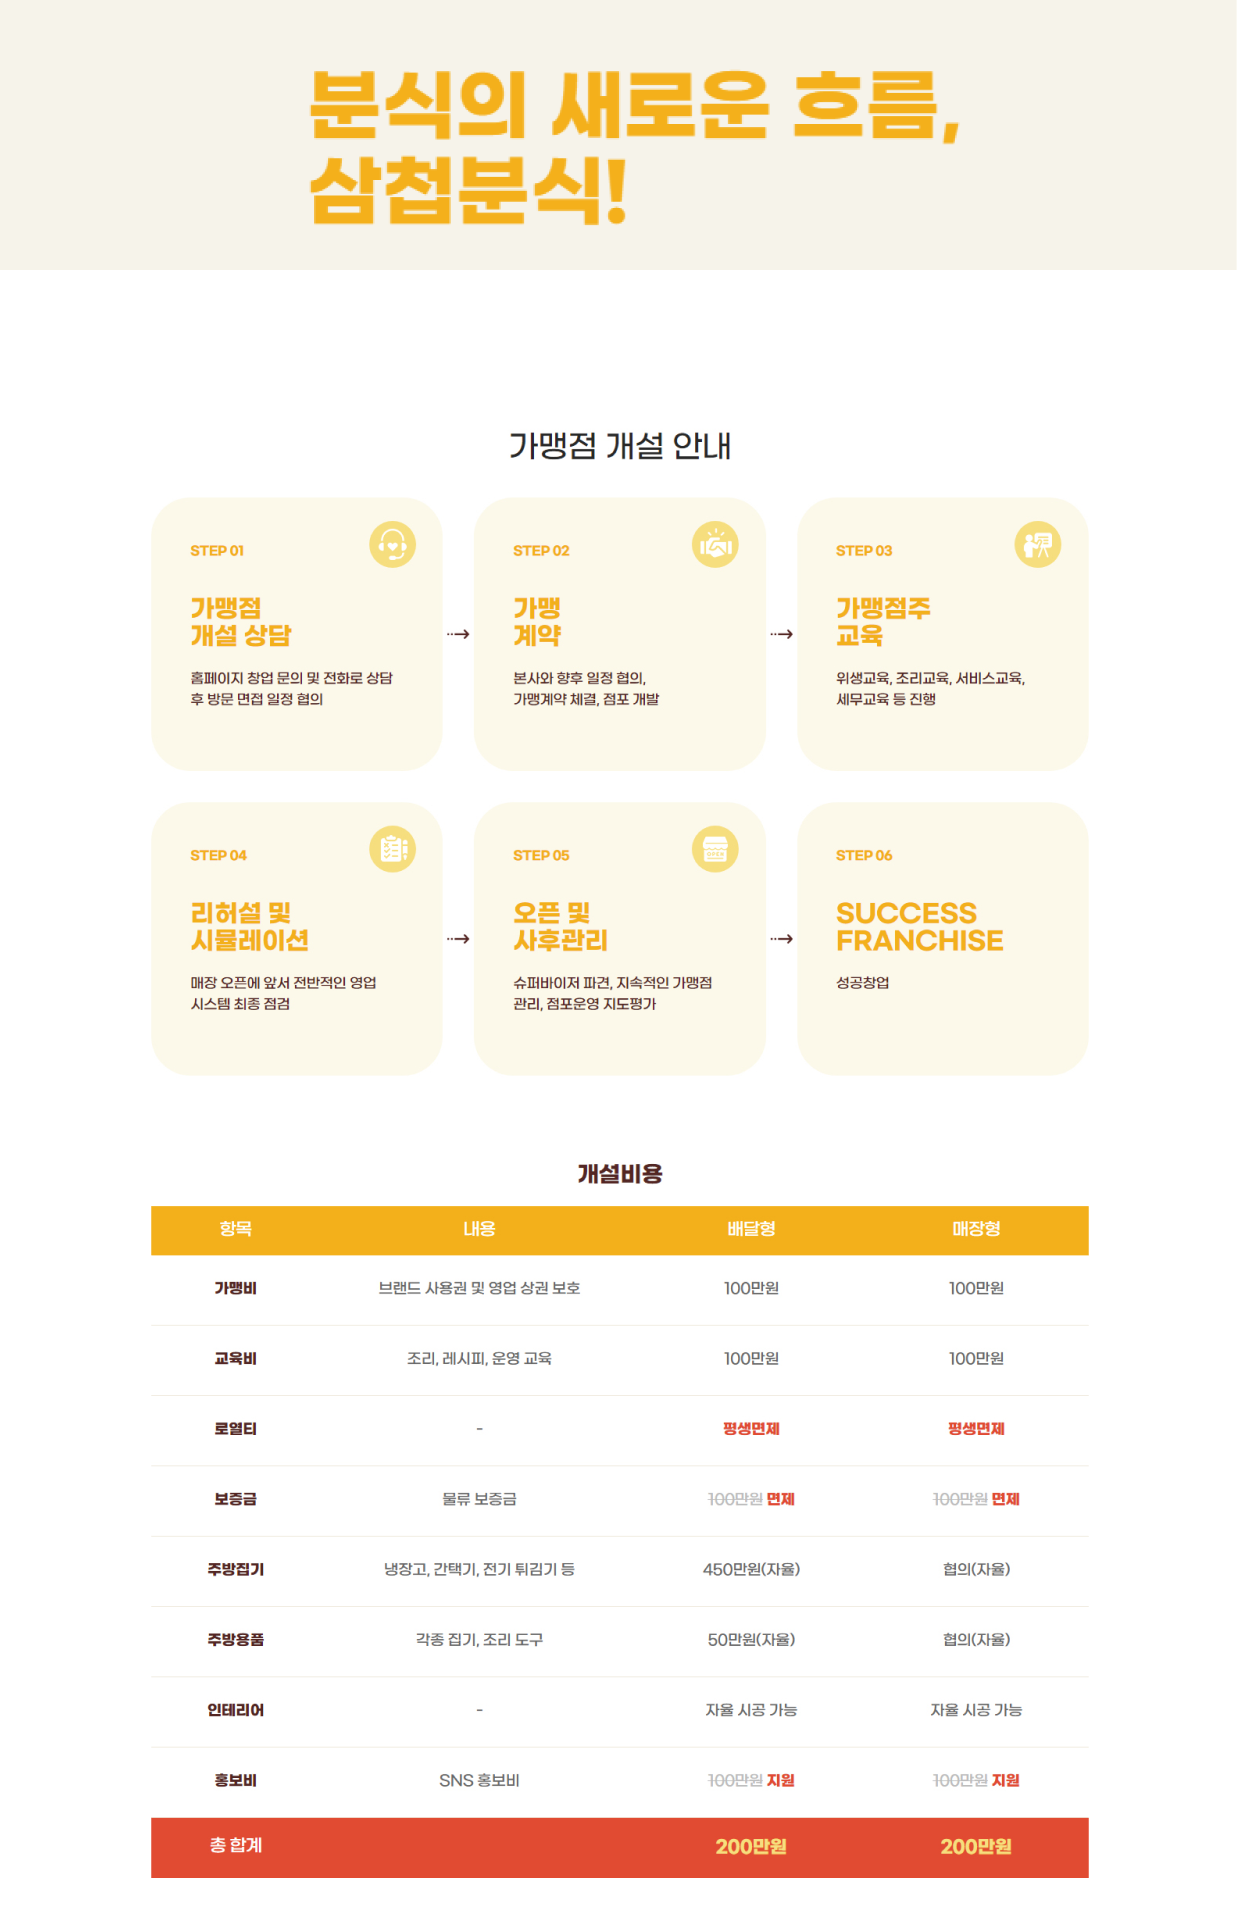 분식의 새로운 흐름,
삼첩분식!
가맹점 개설 안내
STEP 01
가맹점
개설 상담
홈페이지 창업 문의 및 전화로 상담
후 방문 면접 일정 협의
STEP 02
가맹
계약
본사와 향후 일정 협의,
가맹계약 체결, 점포 개발
STEP 03
가맹점주
교육
위생교육, 조리교육, 서비스교육,
세무교육 등 진행
STEP 04
리허설 및
시뮬레이션
매장 오픈에 앞서 전반적인 영업
시스템 최종 점검
STEP 05
OPEN
오픈 및
사후관리
슈퍼바이저 파견, 지속적인 가맹점
관리, 점포운영 지도평가
STEP 06
SUCCESS
FRANCHISE
성공창업
개설비용
항목 내용 배달형 매장형
가맹비 브랜드 사용권 및 영업 상권 보호 100만원 100만원
교육비 조리, 레시피, 운영 교육 100만원 100만원
로열티 - 평생면제 평생면제
보증금 물류 보증금 100만원 면제 100만원 면제
주방집기 냉장고, 간택기, 전기 튀김기 등 450만원(자율) 협의(자율)
주방용품 각종 집기, 조리 도구 50만원(자율) 협의(자율)
인테리어 - 자율 시공 가능 자율 시공 가능
홍보비 SNS 홍보비 100만원 지원 100만원 지원
총 합계 200만원 200만원